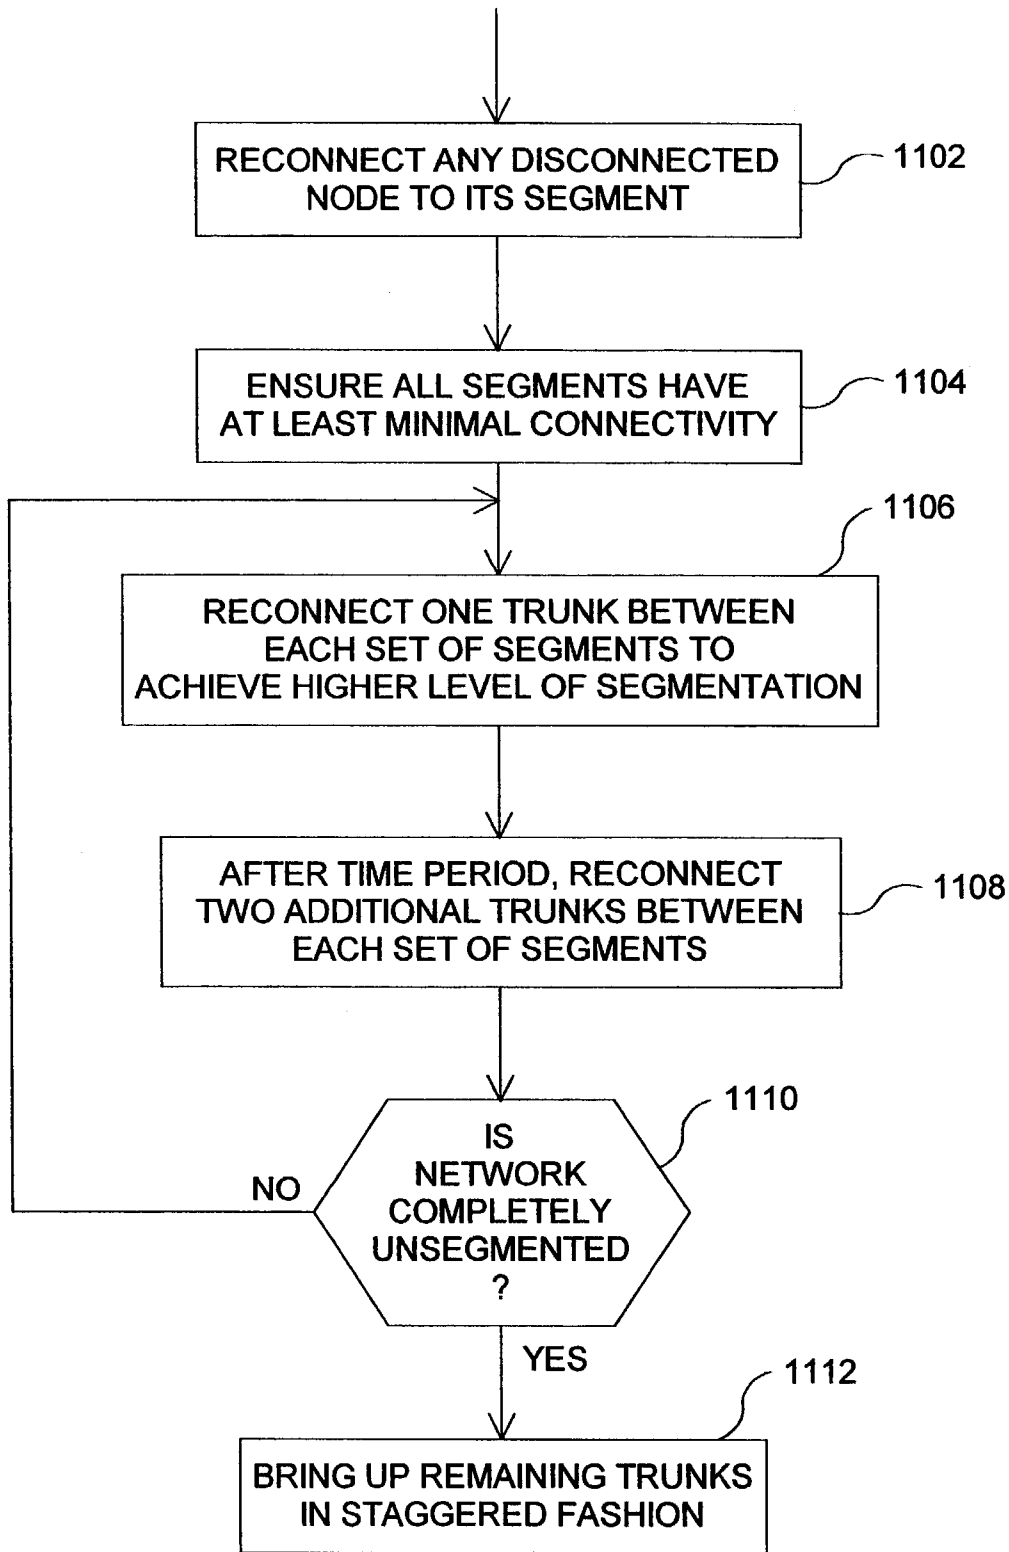 RECONNECT ANY DISCONNECTED
NODE TO ITS SEGMENT
1102
ENSURE ALL SEGMENTS HAVE
AT LEAST MINIMAL CONNECTIVITY
1104
1106
RECONNECT ONE TRUNK BETWEEN
EACH SET OF SEGMENTS TO
ACHIEVE HIGHER LEVEL OF SEGMENTATION
AFTER TIME PERIOD, RECONNECT
TWO ADDITIONAL TRUNKS BETWEEN
EACH SET OF SEGMENTS
1108
1110
IS
NETWORK
COMPLETELY
UNSEGMENTED
?
NO
YES
1112
BRING UP REMAINING TRUNKS
IN STAGGERED FASHION